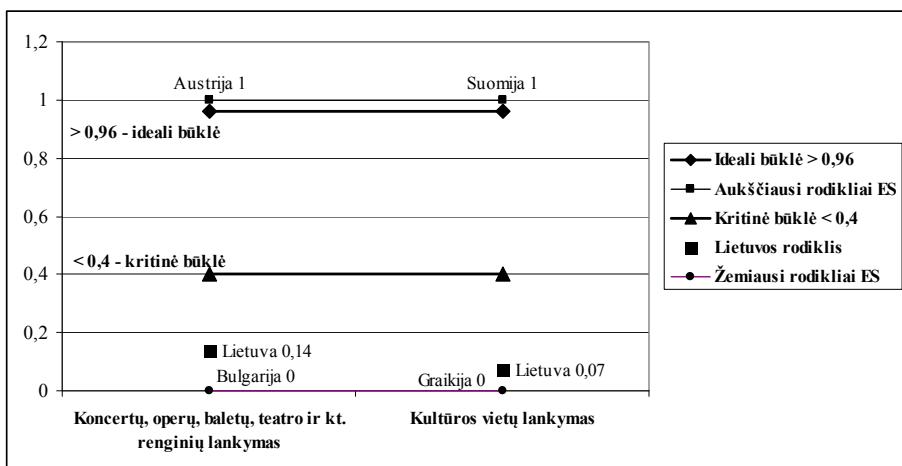 1,2
1
0,8
0,6
0,4
0,2
0
Austrija 1
Suomija 1
> 0,96 - ideali būklė
< 0,4 - kritinė būklė
Lietuva 0,14
Bulgarija 0
Graikija 0
Lietuva 0,07
Koncertų, operų, baletų, teatro ir kt.
renginių lankymas
Kultūros vietų lankymas
Ideali būklė > 0,96
Aukščiausi rodikliai ES
Kritinė būklė < 0,4
Lietuvos rodiklis
Žemiausi rodikliai ES